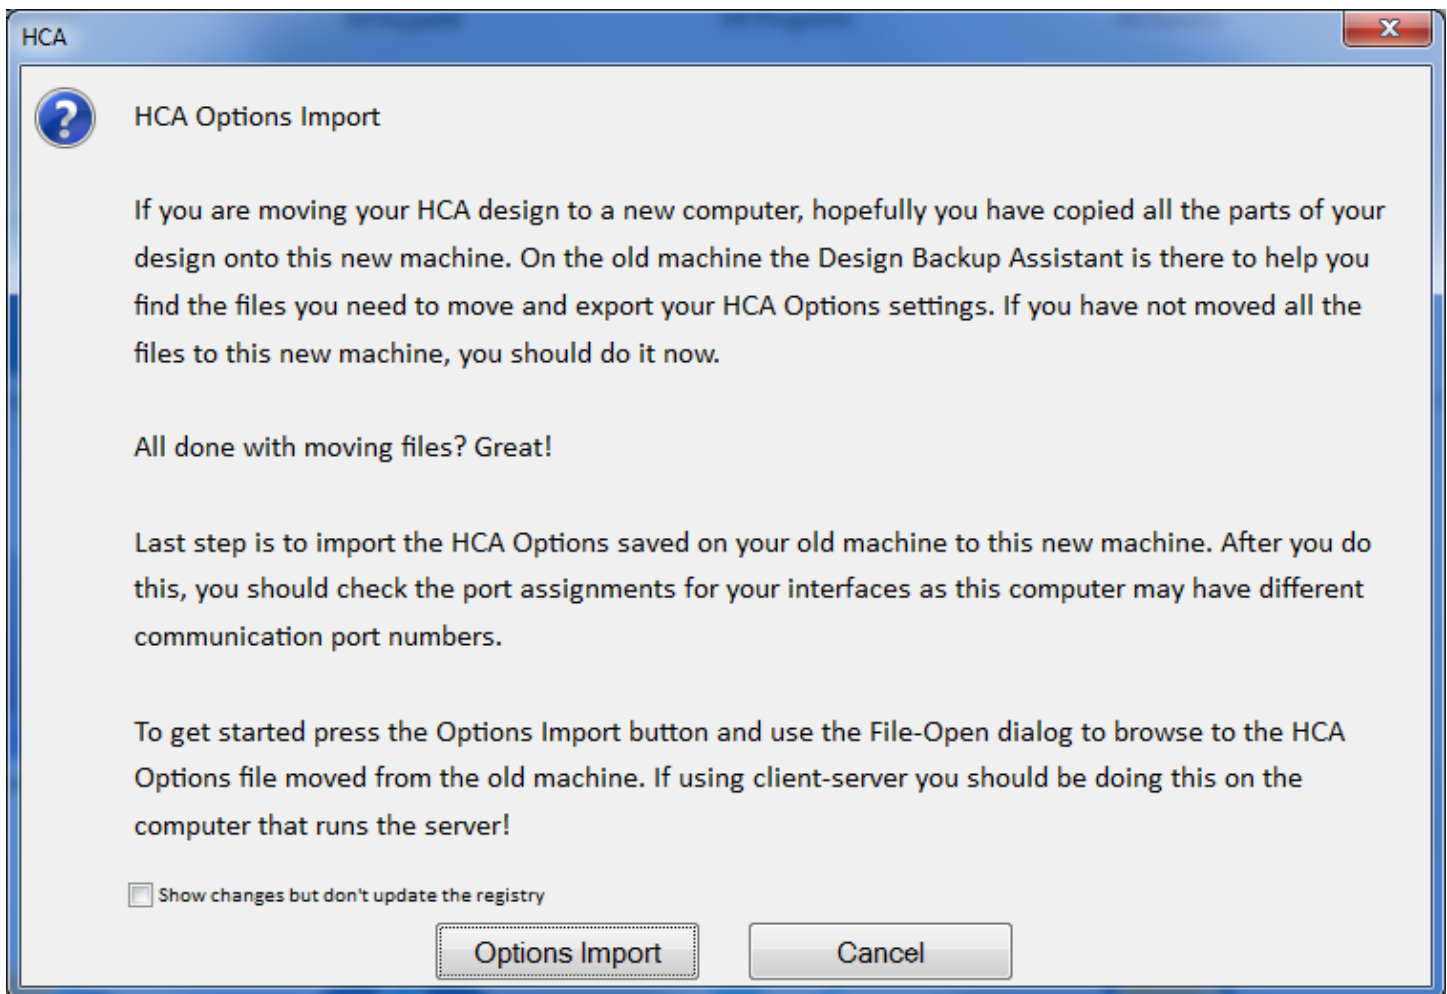 HCA
X
?
HCA Options Import
If you are moving your HCA design to a new computer, hopefully you have copied all the parts of your
design onto this new machine. On the old machine the Design Backup Assistant is there to help you
find the files you need to move and export your HCA Options settings. If you have not moved all the
files to this new machine, you should do it now.
All done with moving files? Great!
Last step is to import the HCA Options saved on your old machine to this new machine. After you do
this, you should check the port assignments for your interfaces as this computer may have different
communication port numbers.
To get started press the Options Import button and use the File-Open dialog to browse to the HCA
Options file moved from the old machine. If using client-server you should be doing this on the
computer that runs the server!
Show changes but don't update the registry
Options Import Cancel